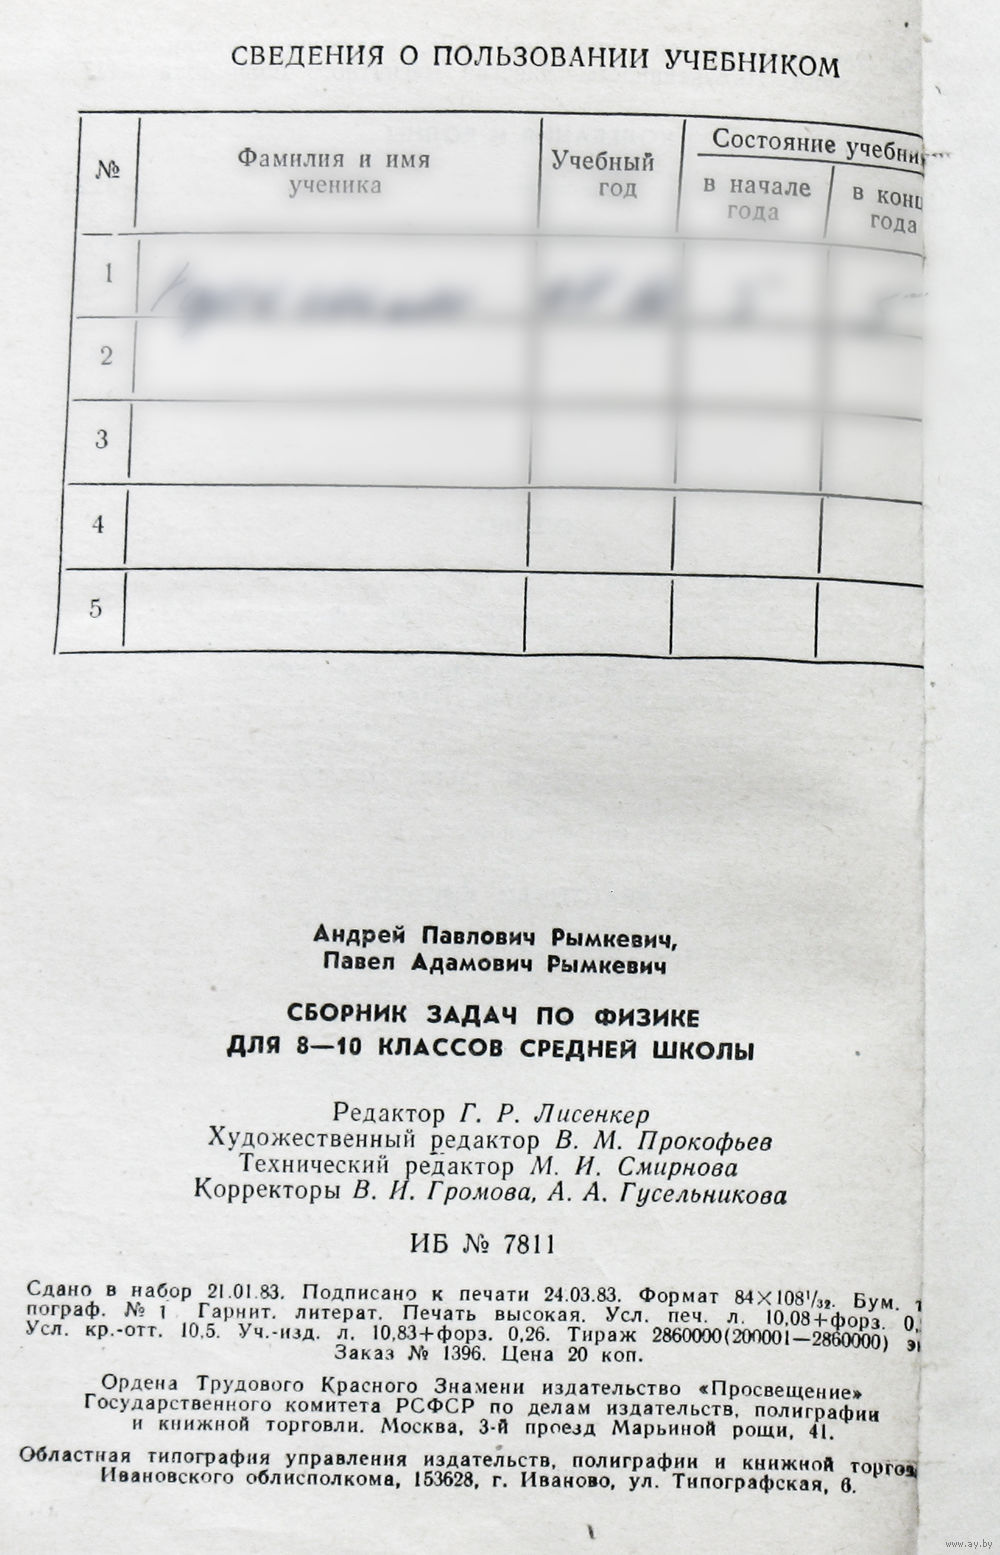 СВЕДЕНИЯ О ПОЛЬЗОВАНИИ УЧЕБНИКОМ
№ Фамилия и имя ученика Учебный год Состояние учебни
в начале года в конц года
1 5 5
2
3
4
5
Андрей Павлович Рымкевич,
Павел Адамович Рымкевич
СБОРНИК ЗАДАЧ ПО ФИЗИКЕ
ДЛЯ 8—10 КЛАССОВ СРЕДНЕЙ ШКОЛЫ
Редактор Г. Р. Лисенкер
Художественный редактор В. М. Прокофьев
Технический редактор М. И. Смирнова
Корректоры В. И. Громова, А. А. Гусельникова
ИБ № 7811
Сдано в набор 21.01.83. Подписано к печати 24.03.83. Формат 84×108¹/₃₂. Бум. т
пограф. № 1 Гарнит. литерат. Печать высокая. Усл. печ. л. 10,08+форз. 0,
Усл. кр.-отт. 10,5. Уч.-изд. л. 10,83+форз. 0,26. Тираж 2860000(200001—2860000) э
Заказ № 1396. Цена 20 коп.
Ордена Трудового Красного Знамени издательство «Просвещение»
Государственного комитета РСФСР по делам издательств, полиграфии
и книжной торговли. Москва, 3-й проезд Марьиной рощи, 41.
Областная типография управления издательств, полиграфии и книжной торгов
Ивановского облисполкома, 153628, г. Иваново, ул. Типографская, 6.
www.ay.by